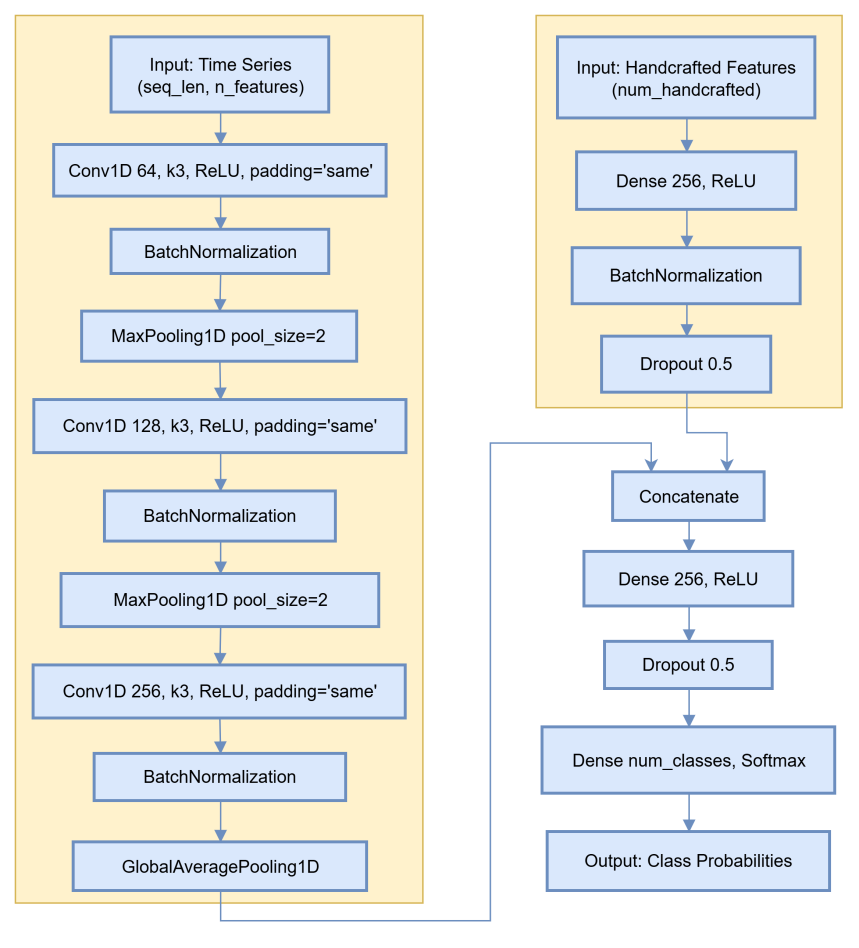 Input: Time Series
(seq_len, n_features)
Conv1D 64, k3, ReLU, padding='same'
BatchNormalization
MaxPooling1D pool_size=2
Conv1D 128, k3, ReLU, padding='same'
BatchNormalization
MaxPooling1D pool_size=2
Conv1D 256, k3, ReLU, padding='same'
BatchNormalization
GlobalAveragePooling1D
Input: Handcrafted Features
(num_handcrafted)
Dense 256, ReLU
BatchNormalization
Dropout 0.5
Concatenate
Dense 256, ReLU
Dropout 0.5
Dense num_classes, Softmax
Output: Class Probabilities